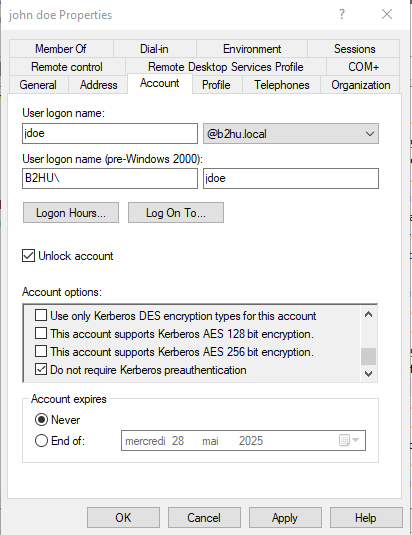 john doe Properties
? ×
Member Of Dial-in Environment Sessions
Remote control Remote Desktop Services Profile COM+
General Address Account Profile Telephones Organization
User logon name:
jdoe @b2hu.local
User logon name (pre-Windows 2000):
B2HU\ jdoe
Logon Hours... Log On To...
Unlock account
Account options:
Use only Kerberos DES encryption types for this account
This account supports Kerberos AES 128 bit encryption.
This account supports Kerberos AES 256 bit encryption.
Do not require Kerberos preauthentication
Account expires
Never
End of: mercredi 28 mai 2025
OK Cancel Apply Help